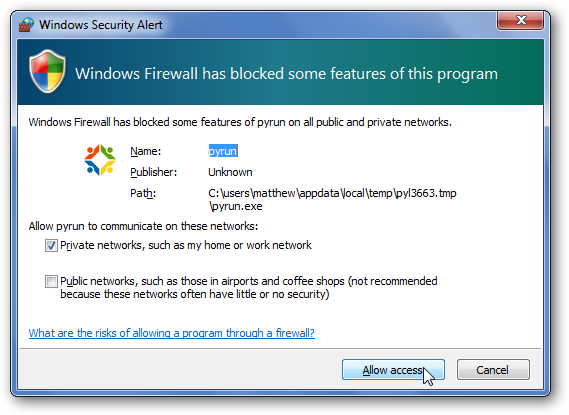 Windows Security Alert
Windows Firewall has blocked some features of this program
Windows Firewall has blocked some features of pyrun on all public and private networks.
Name: pyrun
Publisher: Unknown
Path: C:\users\matthew\appdata\local\temp\pyl3663.tmp
\pyrun.exe
Allow pyrun to communicate on these networks:
Private networks, such as my home or work network
Public networks, such as those in airports and coffee shops (not recommended
because these networks often have little or no security)
What are the risks of allowing a program through a firewall?
Allow access Cancel